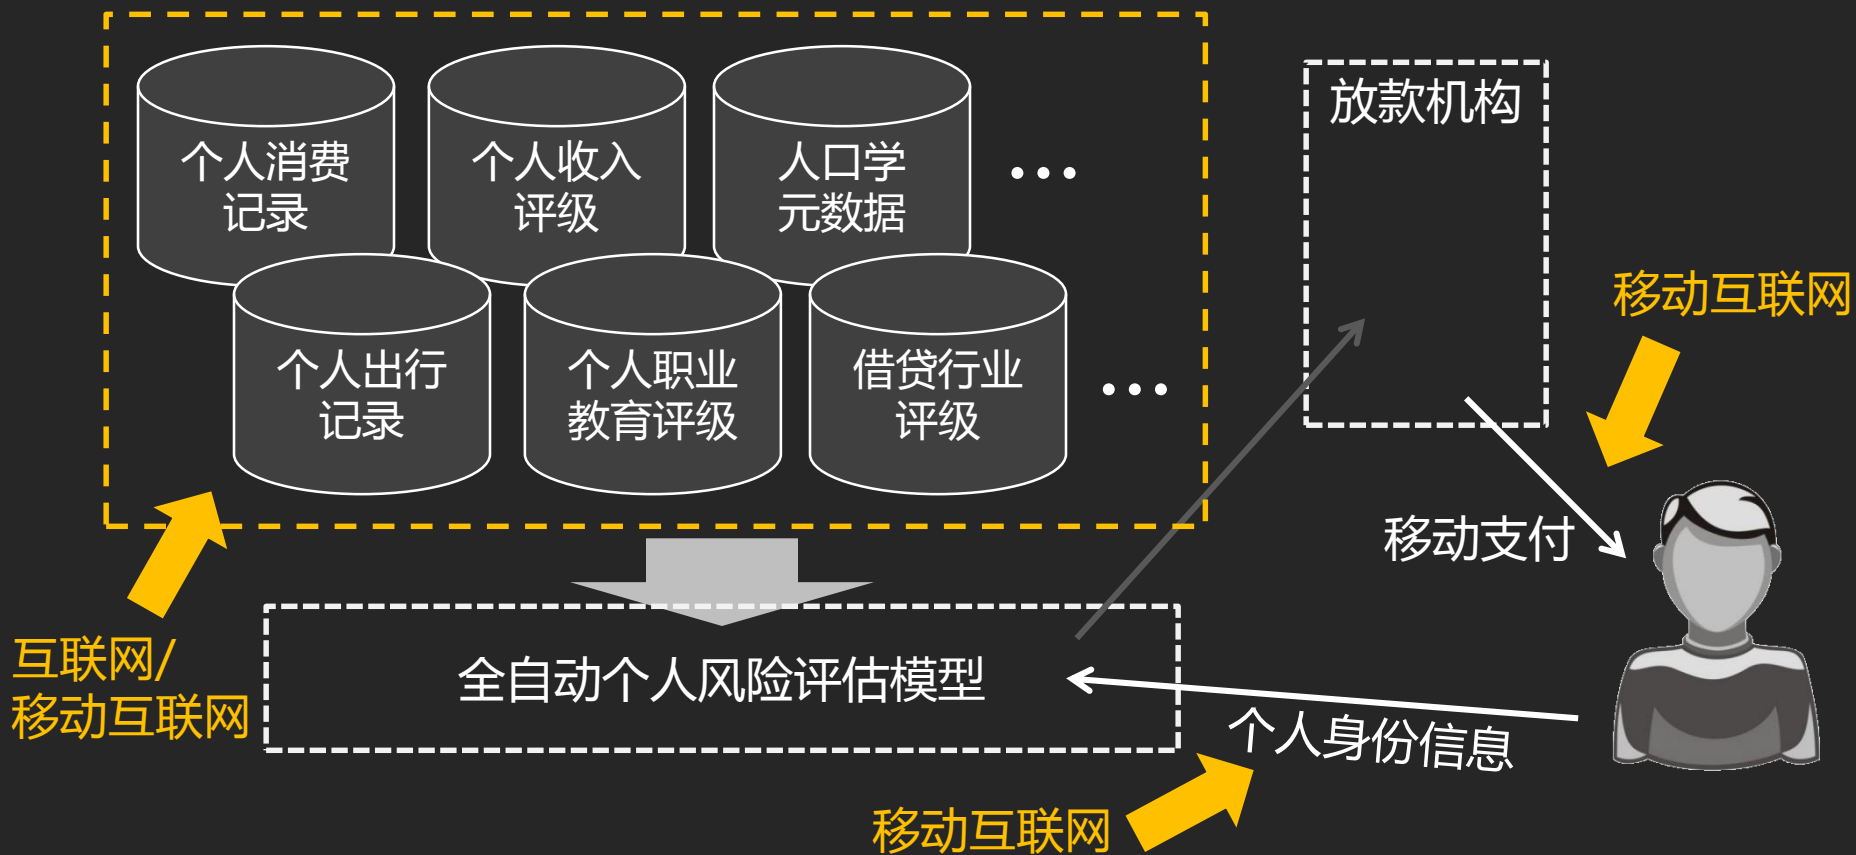 个人消费
记录
个人收入
评级
人口学
元数据
...
放款机构
个人出行
记录
个人职业
教育评级
借贷行业
评级
...
移动互联网
移动支付
互联网/
移动互联网
全自动个人风险评估模型
个人身份信息
移动互联网